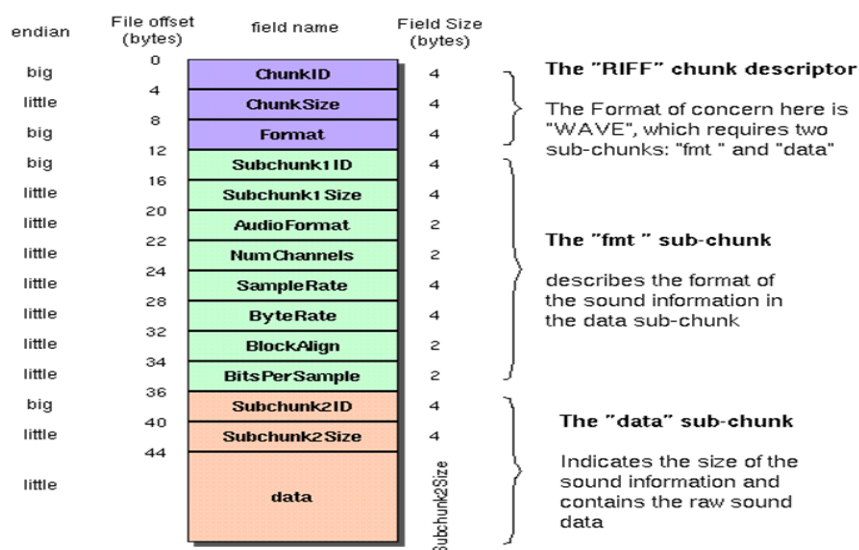 endian
File offset
(bytes)
field name
Field Size
(bytes)
0
big
ChunkID
4
4
little
ChunkSize
4
8
big
Format
4
12
big
Subchunk1ID
4
16
little
Subchunk1Size
4
20
little
AudioFormat
2
22
little
NumChannels
2
24
little
SampleRate
4
28
little
ByteRate
4
32
little
BlockAlign
2
34
little
BitsPerSample
2
36
big
Subchunk2ID
4
40
little
Subchunk2Size
4
44
little
data
Subchunk2Size
The "RIFF" chunk descriptor
The Format of concern here is
"WAVE", which requires two
sub-chunks: "fmt " and "data"
The "fmt " sub-chunk
describes the format of
the sound information in
the data sub-chunk
The "data" sub-chunk
Indicates the size of the
sound information and
contains the raw sound
data